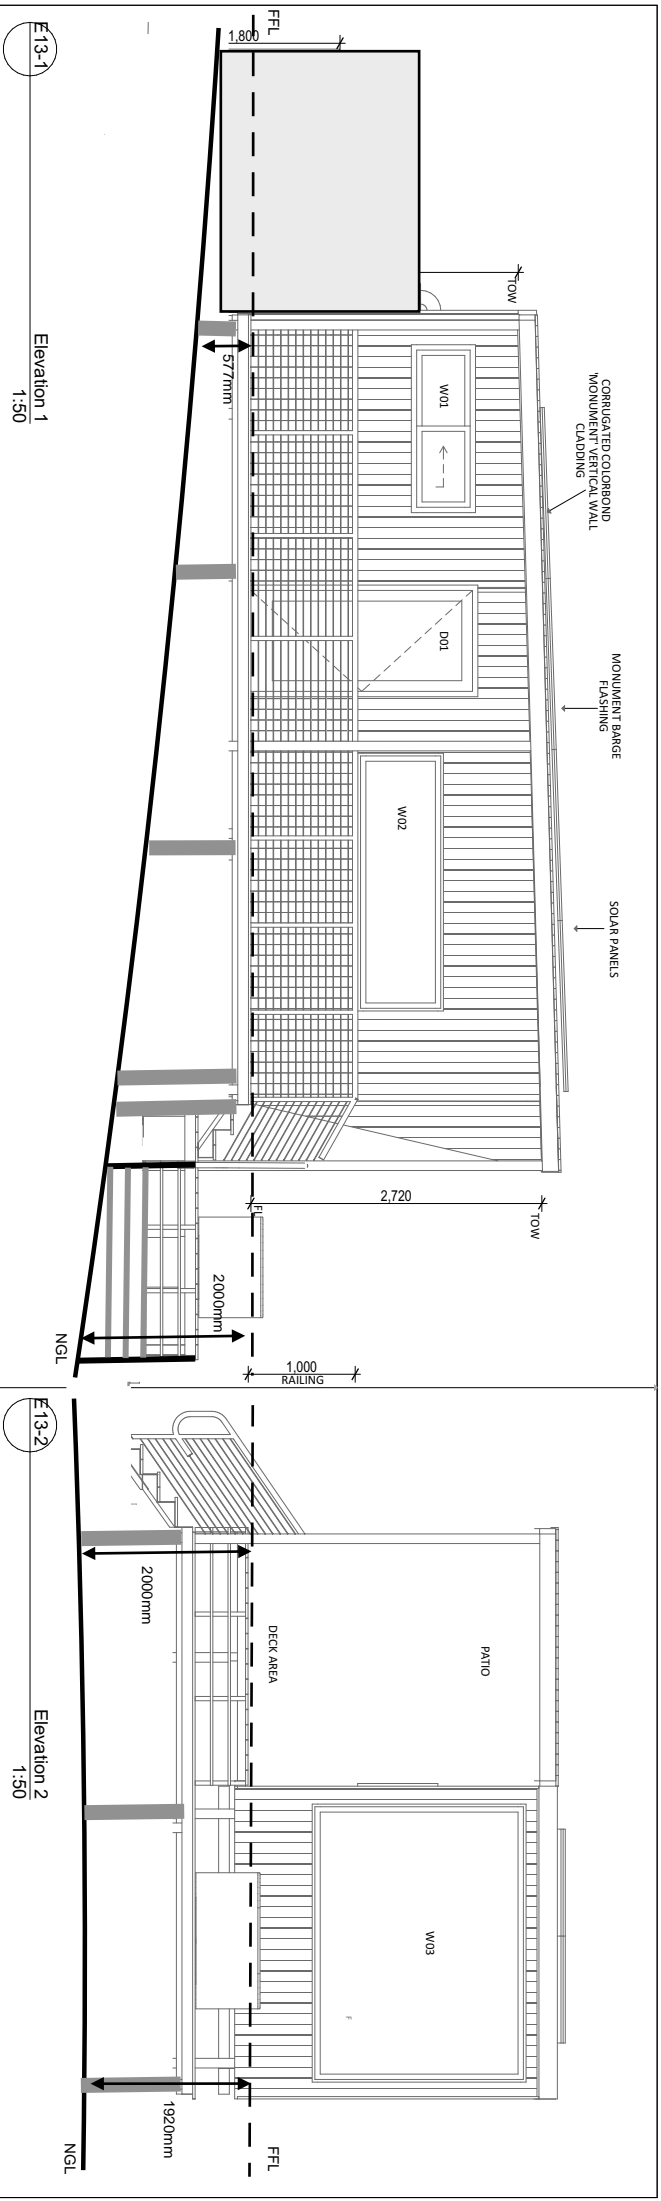 FFL
1,800
TOW
CORRUGATED COLORBOND
'MONUMENT' VERTICAL WALL
CLADDING
MONUMENT BARGE
FLASHING
SOLAR PANELS
W01
D01
W02
577mm
2,720
TOW
FL
2000mm
1,000
RAILING
NGL
E13-1
Elevation 1
1:50
PATIO
DECK AREA
W03
F
2000mm
1920mm
FFL
NGL
E13-2
Elevation 2
1:50